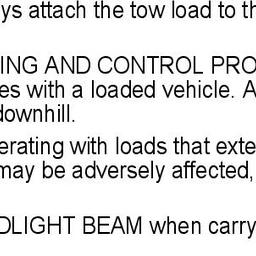 ys attach the tow load to th
ING AND CONTROL PRO
es with a loaded vehicle. A
downhill.
erating with loads that exte
may be adversely affected,
DLIGHT BEAM when carry